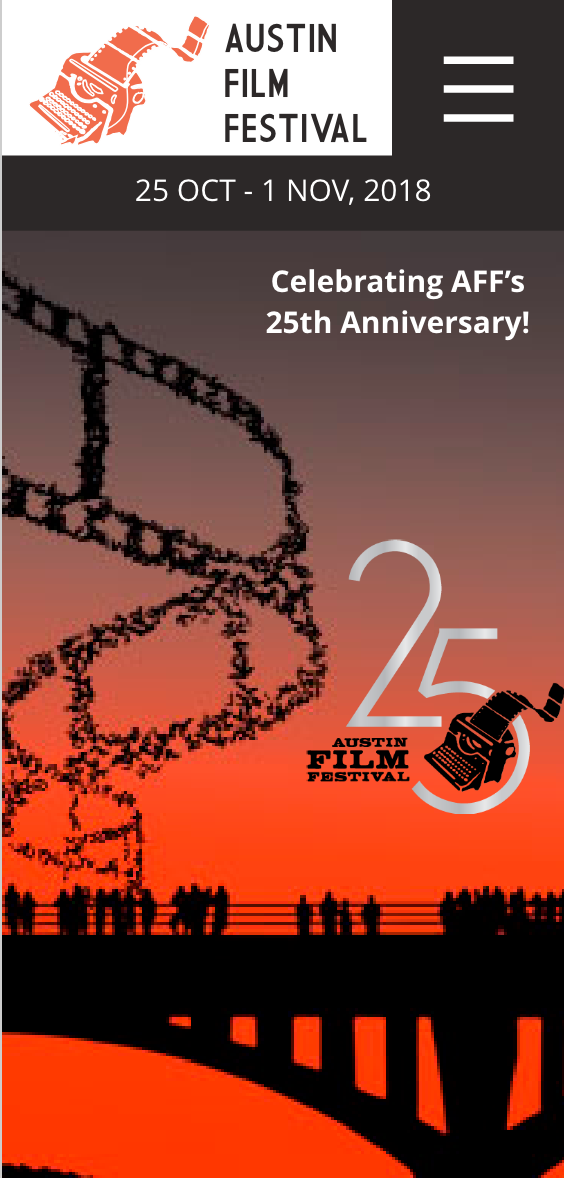 AUSTIN
FILM
FESTIVAL
25 OCT - 1 NOV, 2018
Celebrating AFF’s
25th Anniversary!
25
AUSTIN
FILM
FESTIVAL